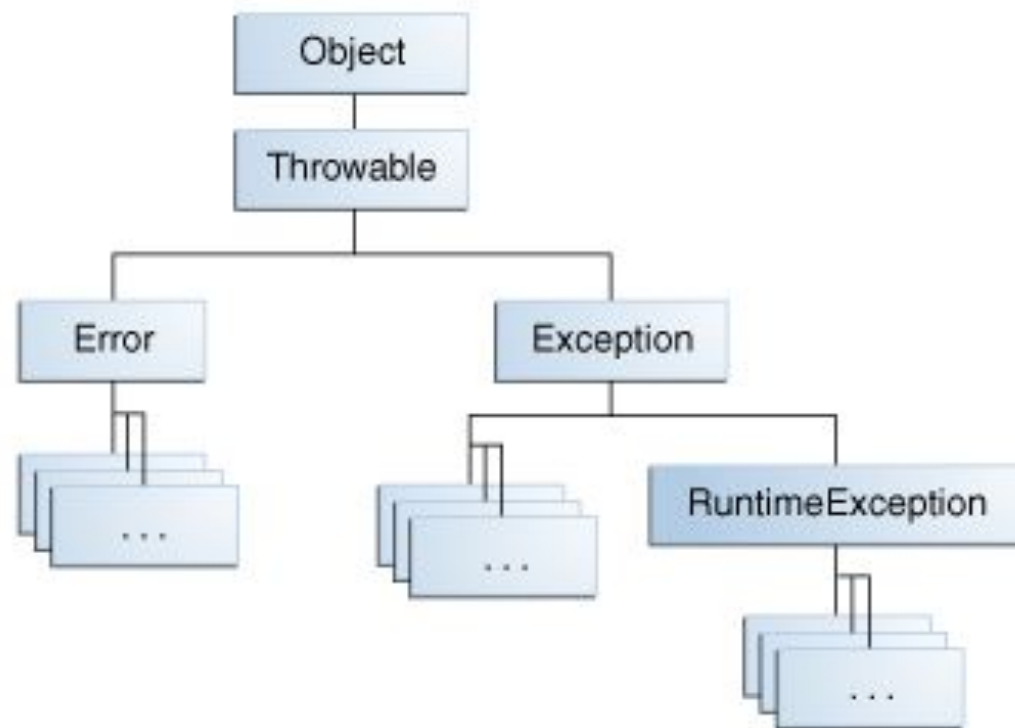 Object
Throwable
Error
Exception
RuntimeException
...
...
...